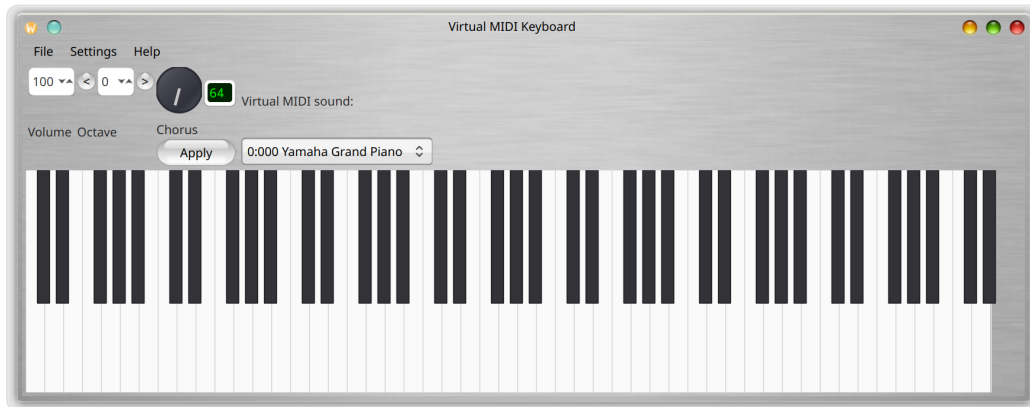 Virtual MIDI Keyboard
File Settings Help
100 < 0 > 64
Virtual MIDI sound:
Volume Octave Chorus
Apply 0:000 Yamaha Grand Piano